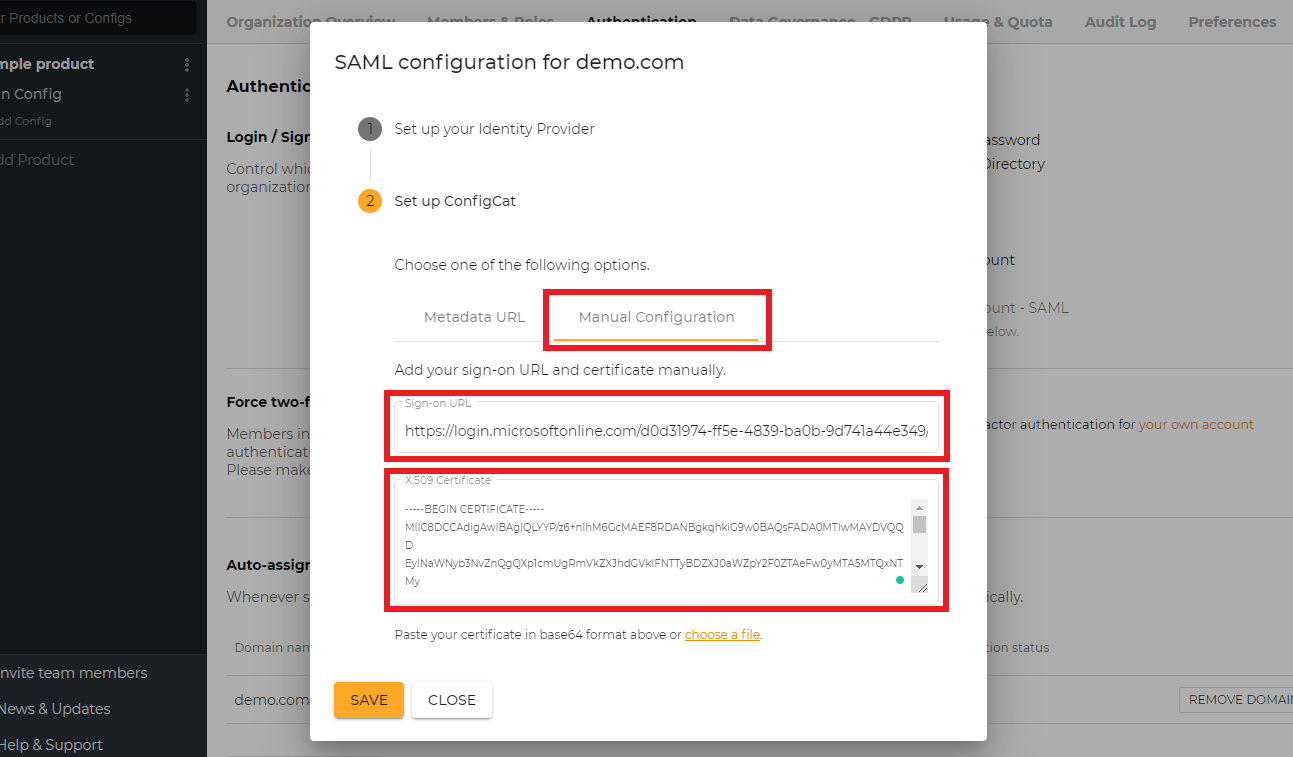 r Products or Configs
Organization Overview Members & Roles Authentication Data Governance - GDPR Usage & Quota Audit Log Preferences
mple product
n Config
dd Config
dd Product
nvite team members
News & Updates
Help & Support
Authentic
Login / Sign
Control whic
organization
assword
Directory
ount
ount - SAML
elow.
Force two-f
Members in
authenticati
Please make
actor authentication for your own account
Auto-assign
Whenever s
ically.
Domain nam
ion status
demo.com
REMOVE DOMAI
SAML configuration for demo.com
1 Set up your Identity Provider
2 Set up ConfigCat
Choose one of the following options.
Metadata URL Manual Configuration
Add your sign-on URL and certificate manually.
Sign-on URL
https://login.microsoftonline.com/d0d31974-ff5e-4839-ba0b-9d741a44e349/
X.509 Certificate
-----BEGIN CERTIFICATE-----
MIIC8DCCAdigAwIBAgIQLYYP/z6+nIhM6GcMAEF8RDANBgkqhkiG9w0BAQsFADA0MTIwMAYDVQQ
D
EylNaWNyb3NvZnQgQXp1cmUgRmVkZXJhdGVkIFNTTyBDZXJ0aWZpY2F0ZTAeFw0yMTA5MTQxNT
My
Paste your certificate in base64 format above or choose a file.
SAVE CLOSE